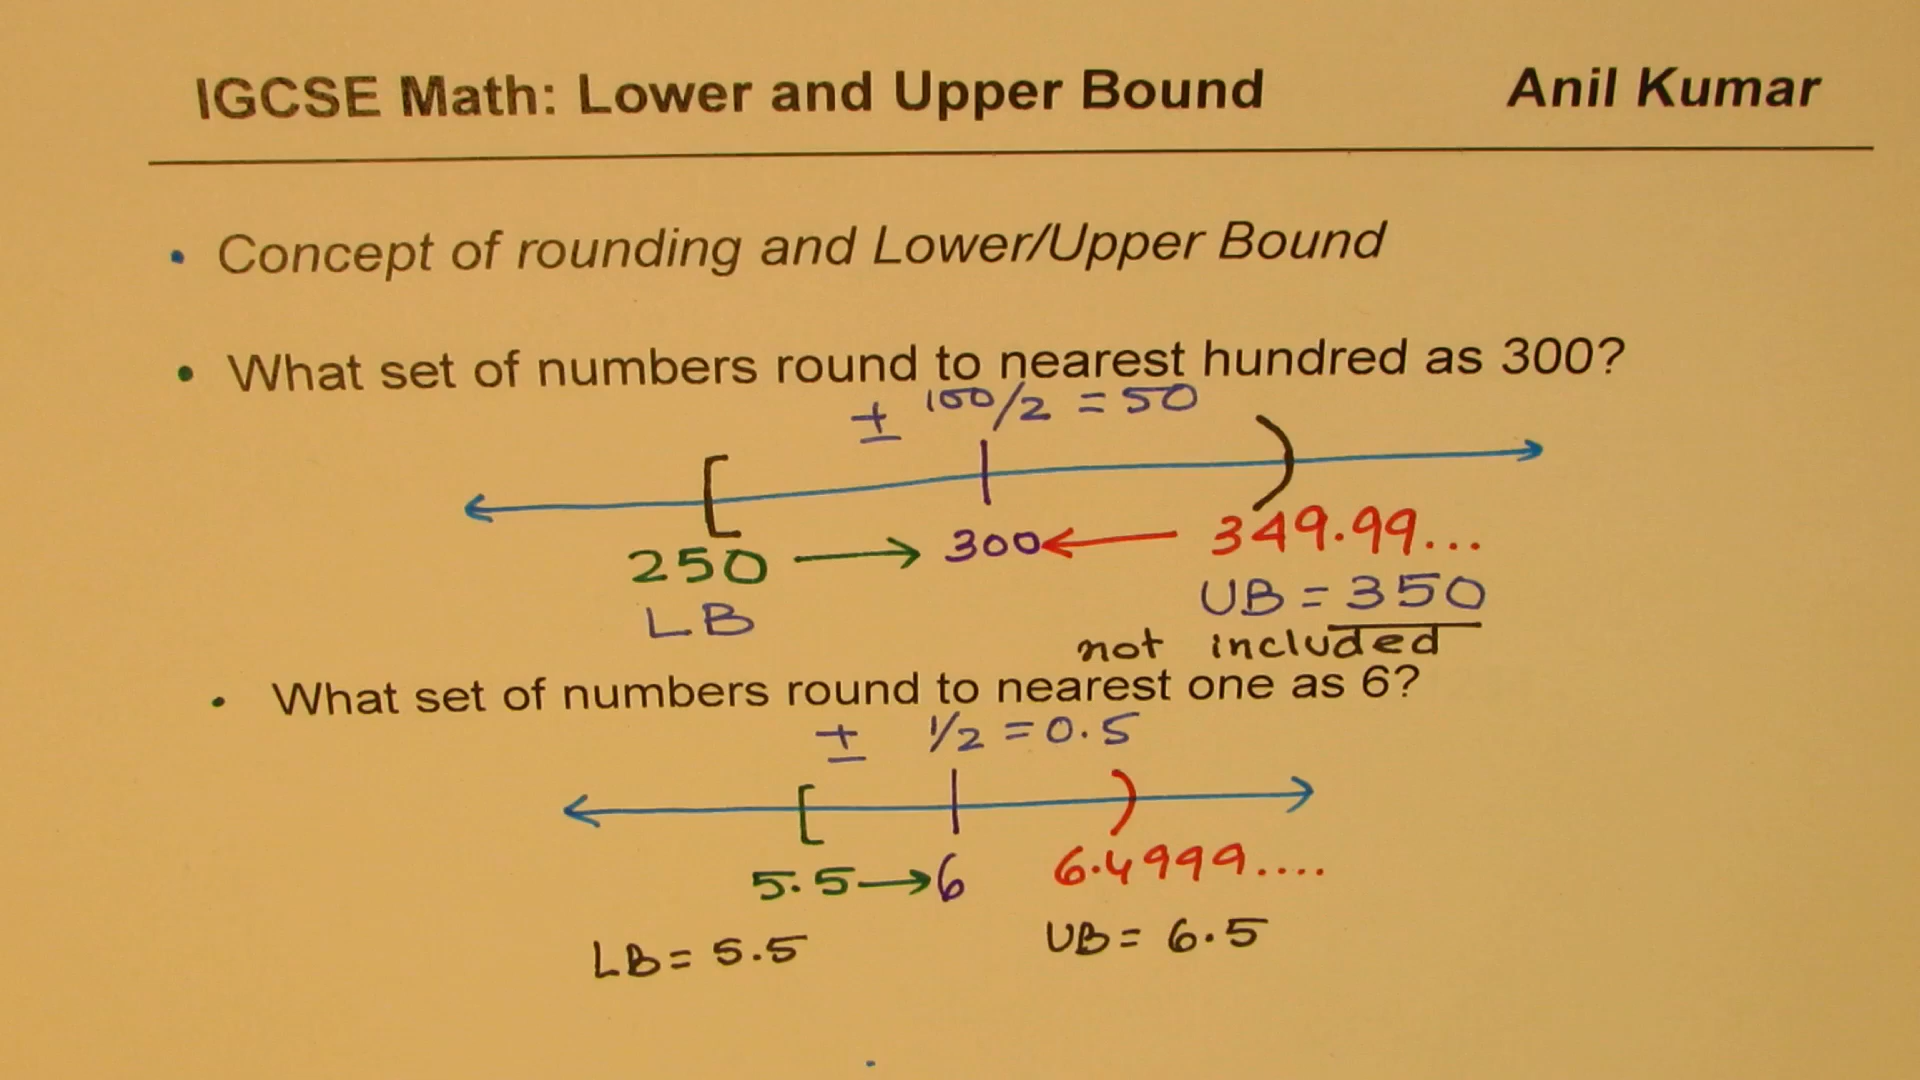 IGCSE Math: Lower and Upper Bound Anil Kumar
• Concept of rounding and Lower/Upper Bound
• What set of numbers round to nearest hundred as 300?
± 100/2 = 50
250 → 300 ← 349.99...
LB UB = 350
not included
• What set of numbers round to nearest one as 6?
± 1/2 = 0.5
5.5 → 6 6.4999....
LB = 5.5 UB = 6.5